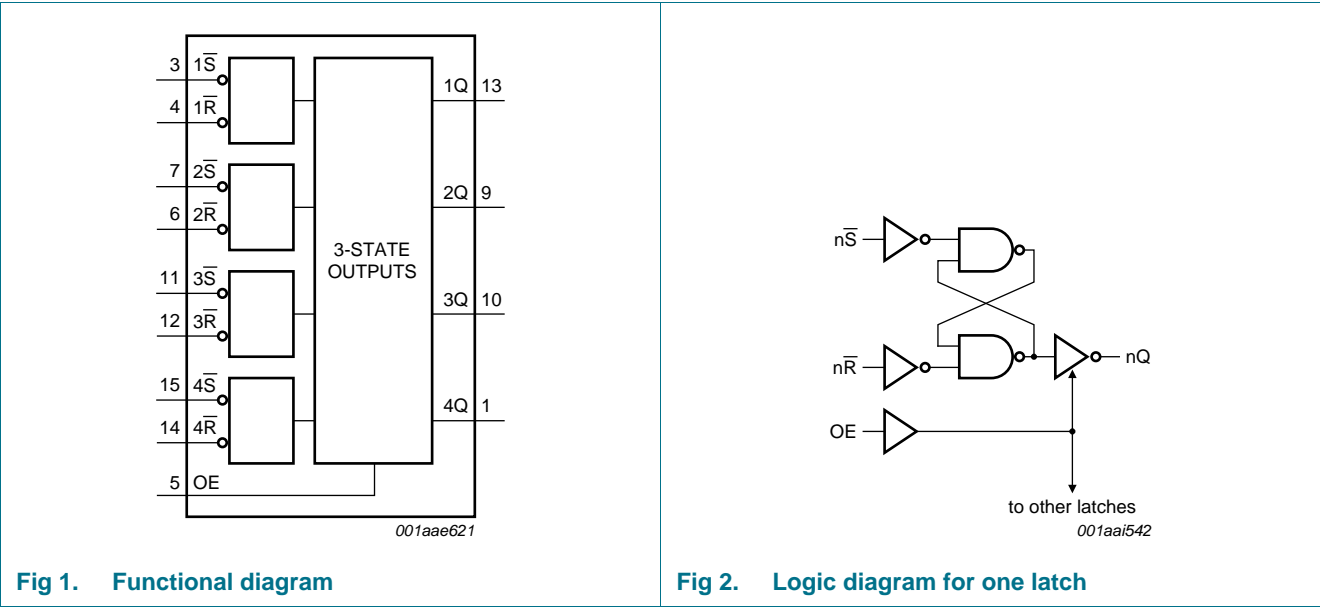 3 1S̅
4 1R̅
7 2S̅
6 2R̅
11 3S̅
12 3R̅
15 4S̅
14 4R̅
5 OE
3-STATE
OUTPUTS
1Q 13
2Q 9
3Q 10
4Q 1
001aae621
Fig 1. Functional diagram
nS̅
nR̅
OE
nQ
to other latches
001aai542
Fig 2. Logic diagram for one latch